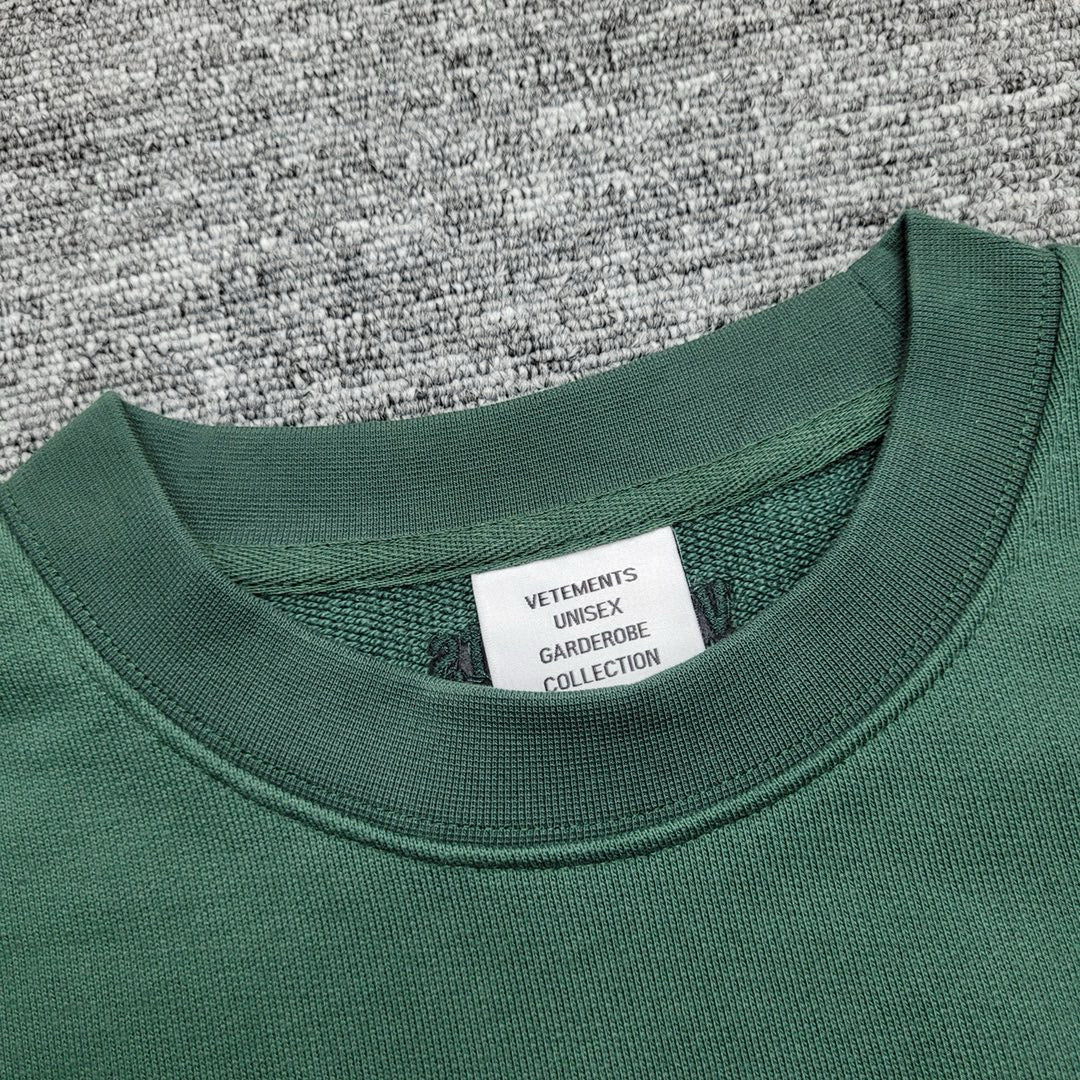 VETEMENTS
UNISEX
GARDEROBE
COLLECTION